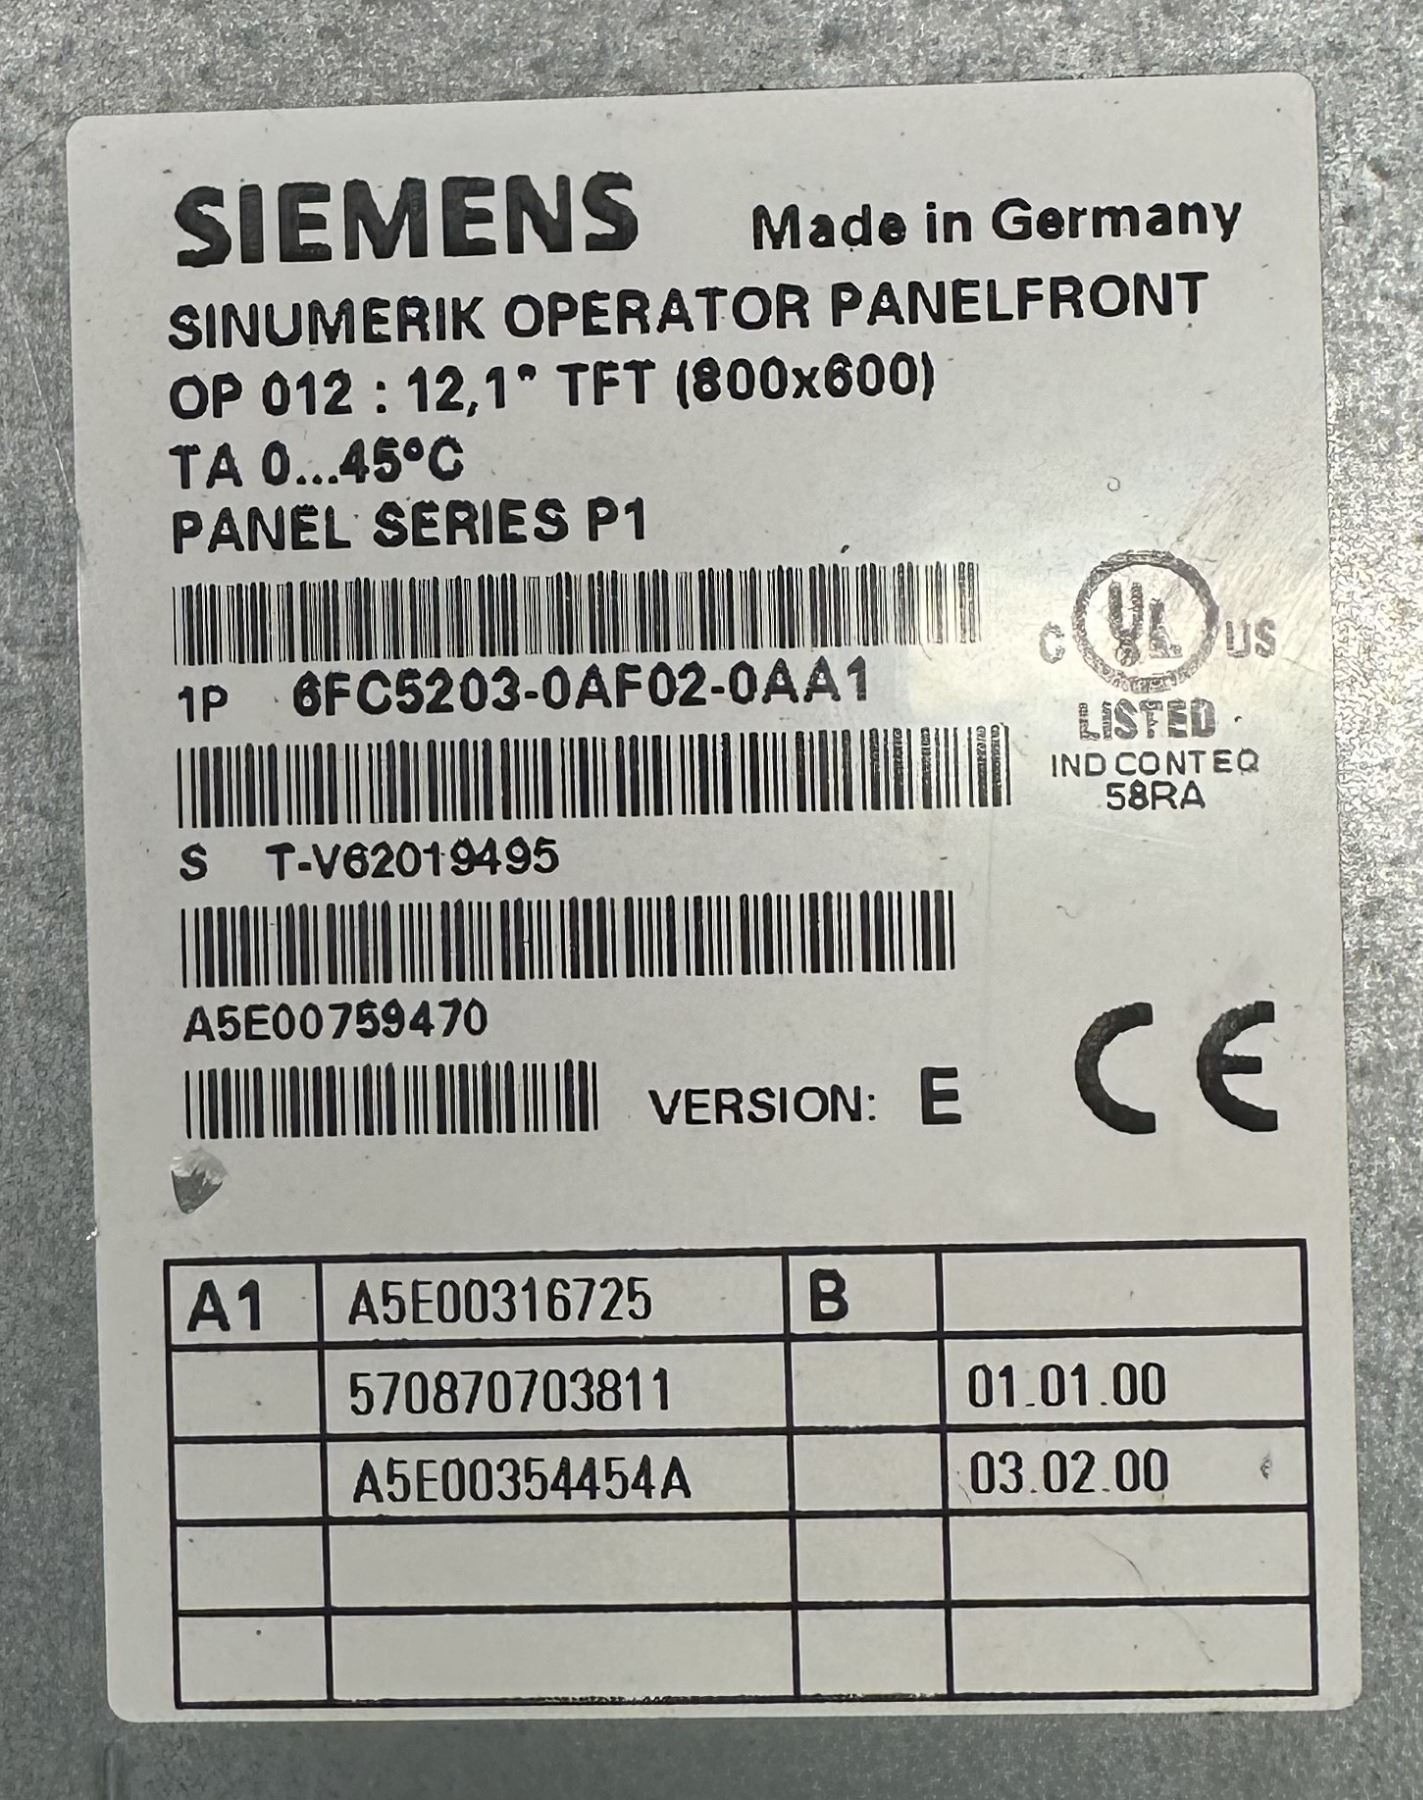 SIEMENS Made in Germany
SINUMERIK OPERATOR PANELFRONT
OP 012 : 12,1" TFT (800x600)
TA 0...45°C
PANEL SERIES P1
1P 6FC5203-0AF02-0AA1
C UL US
LISTED
IND CONT EQ
58RA
S T-V62019495
A5E00759470
VERSION: E CE
A1 A5E00316725 B
570870703811 01.01.00
A5E00354454A 03.02.00